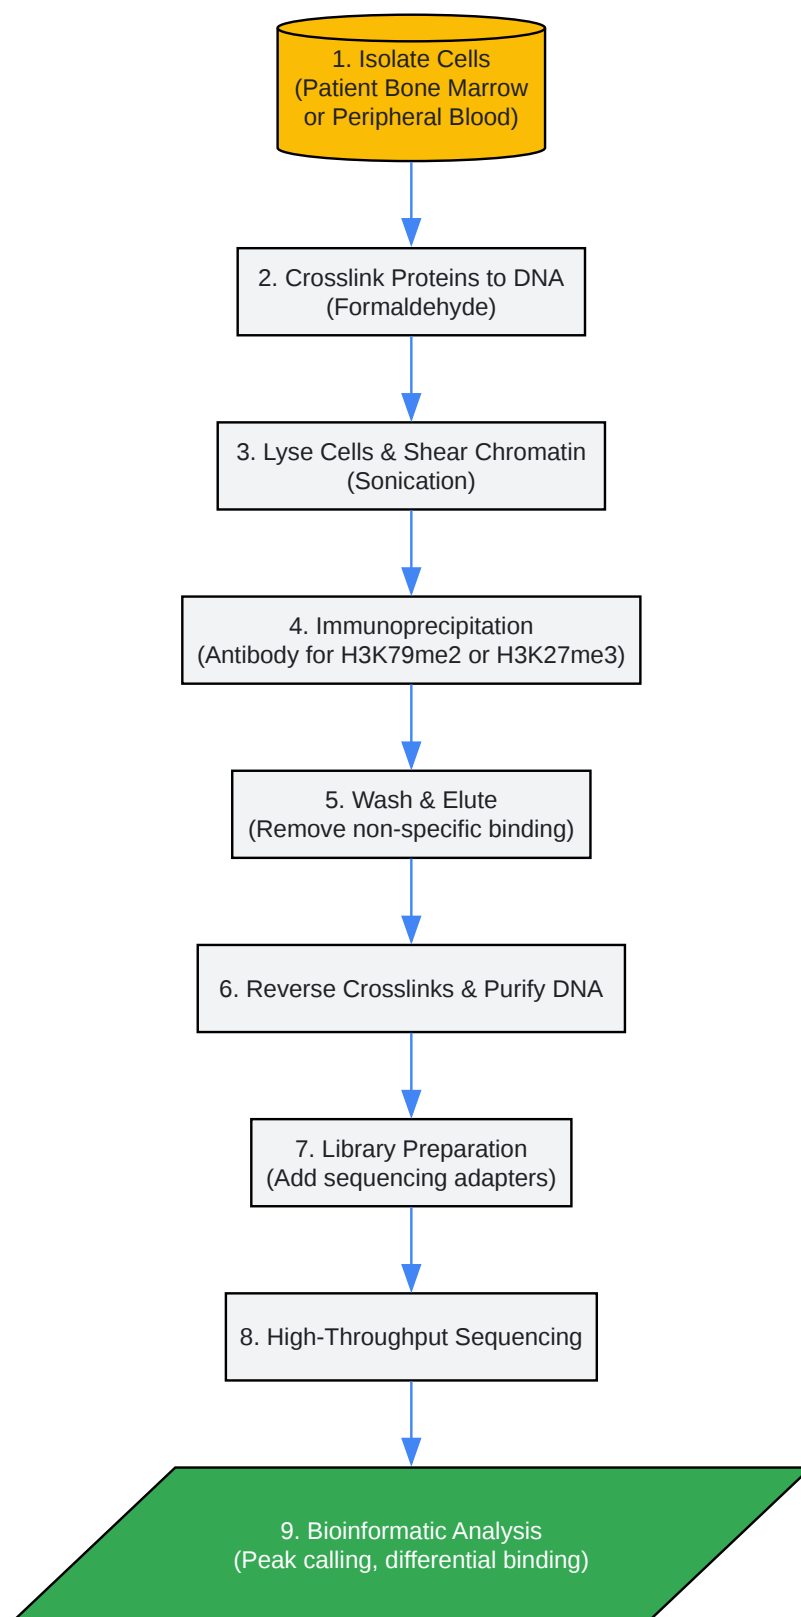 1. Isolate Cells
(Patient Bone Marrow
or Peripheral Blood)
2. Crosslink Proteins to DNA
(Formaldehyde)
3. Lyse Cells & Shear Chromatin
(Sonication)
4. Immunoprecipitation
(Antibody for H3K79me2 or H3K27me3)
5. Wash & Elute
(Remove non-specific binding)
6. Reverse Crosslinks & Purify DNA
7. Library Preparation
(Add sequencing adapters)
8. High-Throughput Sequencing
9. Bioinformatic Analysis
(Peak calling, differential binding)